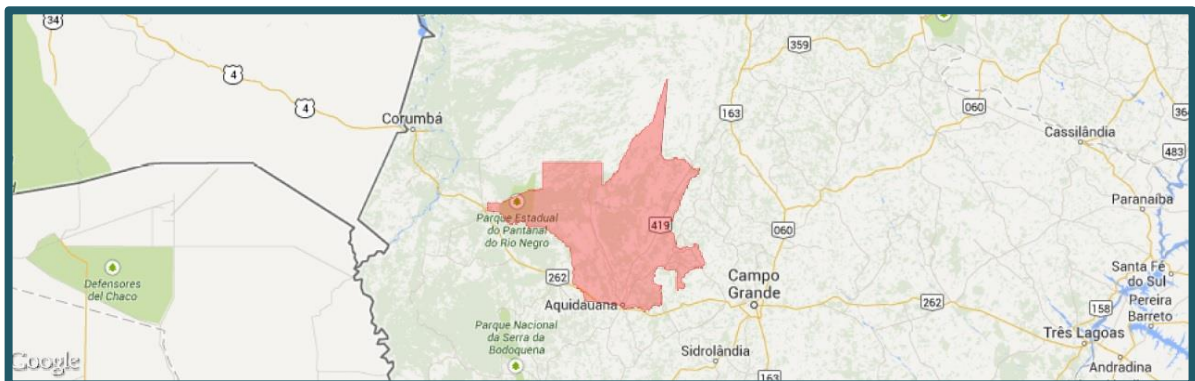 34
4
4
Corumbá
359
163
060
Cassilândia
364
483
Paranaíba
Parque Estadual
do Pantanal
do Rio Negro
419
060
Defensores
del Chaco
262
Campo
Grande
Aquidauana
262
Santa Fé
do Sul
Pereira
Barreto
158
Três Lagoas
Andradina
Parque Nacional
da Serra da
Bodoquena
Sidrolândia
163
Google